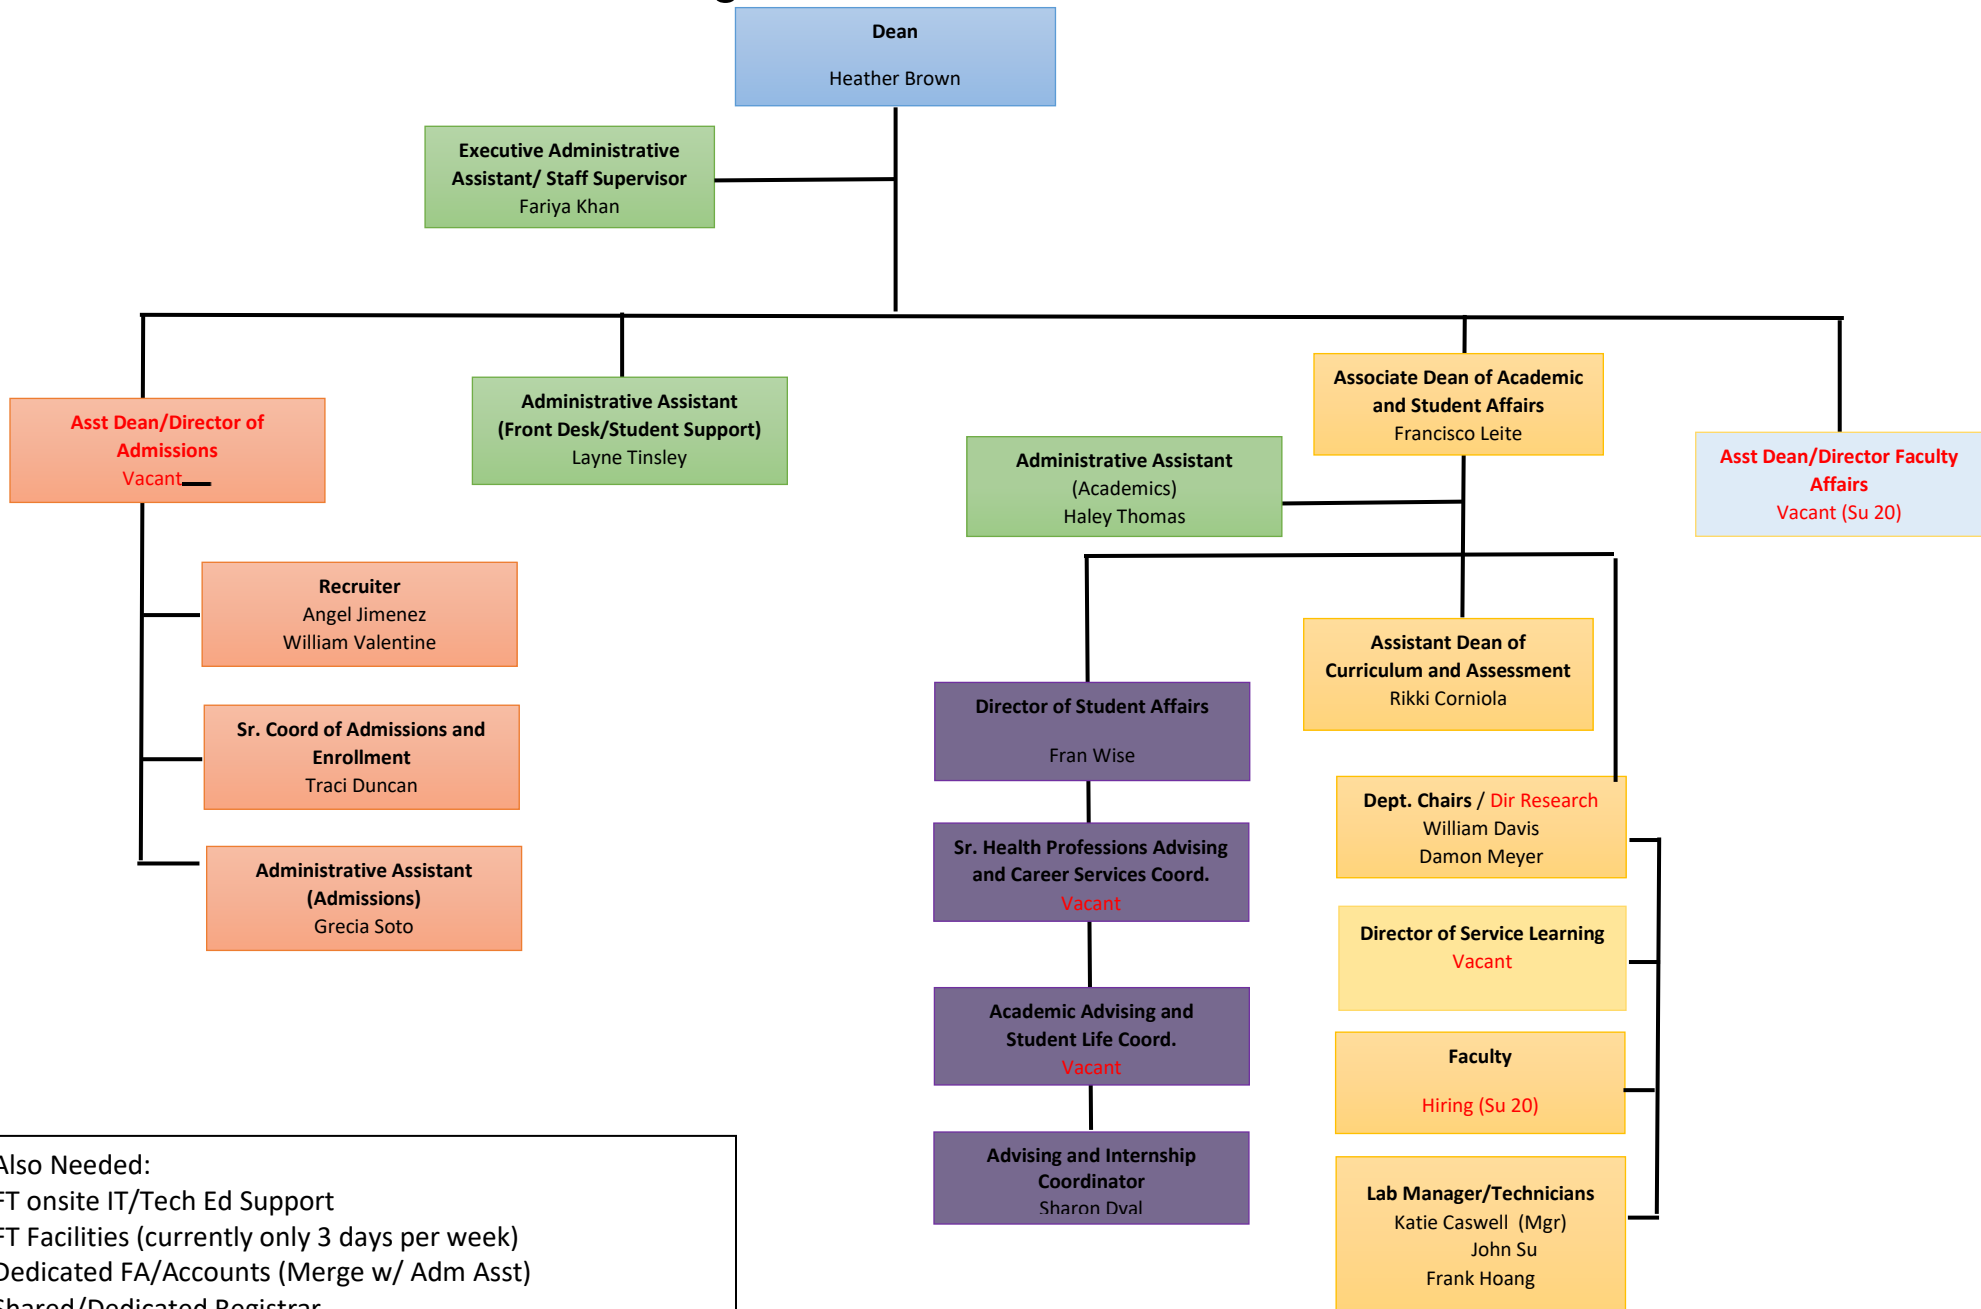 Dean
Heather Brown
Executive Administrative
Assistant/ Staff Supervisor
Fariya Khan
Asst Dean/Director of
Admissions
Vacant
Administrative Assistant
(Front Desk/Student Support)
Layne Tinsley
Associate Dean of Academic
and Student Affairs
Francisco Leite
Asst Dean/Director Faculty
Affairs
Vacant (Su 20)
Administrative Assistant
(Academics)
Haley Thomas
Recruiter
Angel Jimenez
William Valentine
Sr. Coord of Admissions and
Enrollment
Traci Duncan
Administrative Assistant
(Admissions)
Grecia Soto
Director of Student Affairs
Fran Wise
Sr. Health Professions Advising
and Career Services Coord.
Vacant
Academic Advising and
Student Life Coord.
Vacant
Advising and Internship
Coordinator
Sharon Dyal
Assistant Dean of
Curriculum and Assessment
Rikki Corniola
Dept. Chairs / Dir Research
William Davis
Damon Meyer
Director of Service Learning
Vacant
Faculty
Hiring (Su 20)
Lab Manager/Technicians
Katie Caswell (Mgr)
John Su
Frank Hoang
Also Needed:
FT onsite IT/Tech Ed Support
FT Facilities (currently only 3 days per week)
Dedicated FA/Accounts (Merge w/ Adm Asst)
Shared/Dedicated Registrar